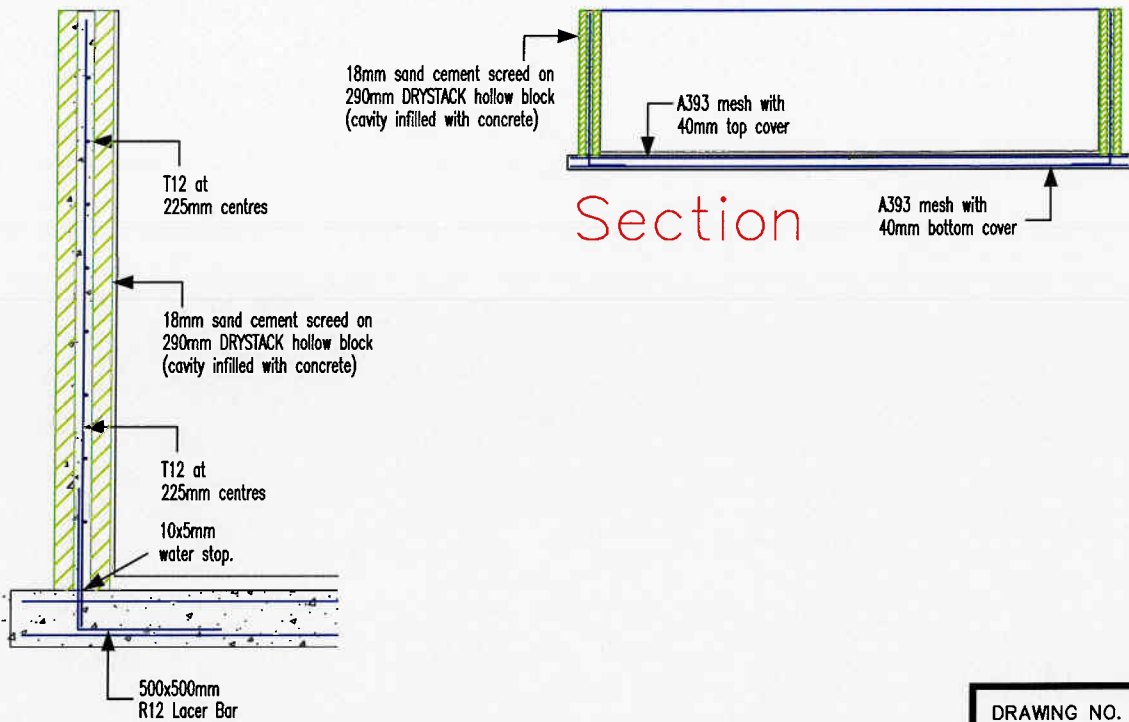 T12 at
225mm centres
18mm sand cement screed on
290mm DRYSTACK hollow block
(cavity infilled with concrete)
T12 at
225mm centres
10x5mm
water stop.
500x500mm
R12 Lacer Bar
18mm sand cement screed on
290mm DRYSTACK hollow block
(cavity infilled with concrete)
A393 mesh with
40mm top cover
Section
A393 mesh with
40mm bottom cover
DRAWING NO.